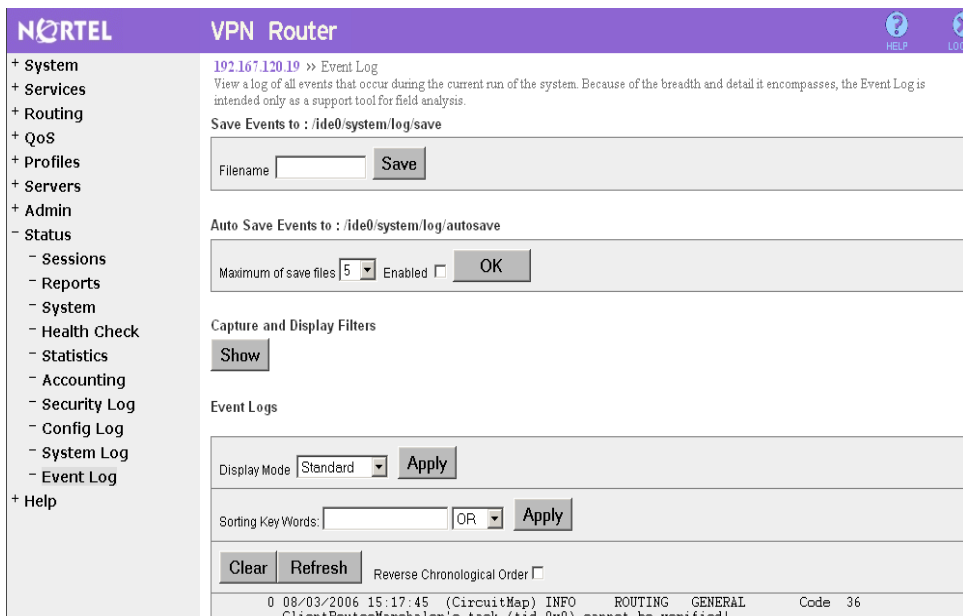 NORTEL
VPN Router
HELP
+ System
+ Services
+ Routing
+ QoS
+ Profiles
+ Servers
+ Admin
- Status
- Sessions
- Reports
- System
- Health Check
- Statistics
- Accounting
- Security Log
- Config Log
- System Log
- Event Log
+ Help
192.167.120.19 » Event Log
View a log of all events that occur during the current run of the system. Because of the breadth and detail it encompasses, the Event Log is
intended only as a support tool for field analysis.
Save Events to : /ide0/system/log/save
Filename Save
Auto Save Events to : /ide0/system/log/autosave
Maximum of save files 5 Enabled OK
Capture and Display Filters
Show
Event Logs
Display Mode Standard Apply
Sorting Key Words: OR Apply
Clear Refresh Reverse Chronological Order
0 08/03/2006 15:17:45 (CircuitMap) INFO ROUTING GENERAL Code 36